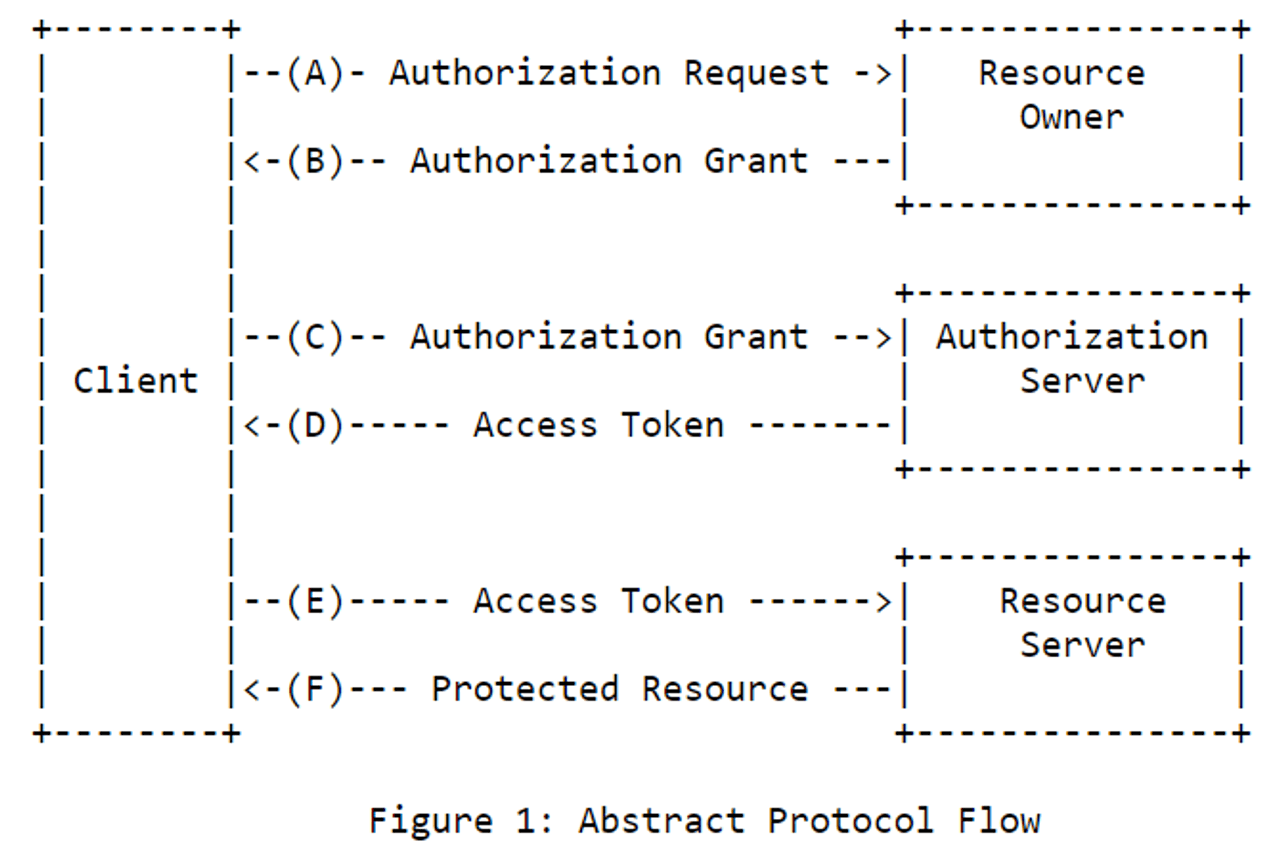 +--------+                               +---------------+
|        |--(A)- Authorization Request ->|   Resource    |
|        |                               |     Owner     |
|        |<-(B)-- Authorization Grant ---|               |
|        |                               +---------------+
|        |
|        |                               +---------------+
|        |--(C)-- Authorization Grant -->| Authorization |
| Client |                               |     Server    |
|        |<-(D)----- Access Token -------|               |
|        |                               +---------------+
|        |
|        |                               +---------------+
|        |--(E)----- Access Token ------>|    Resource   |
|        |                               |     Server    |
|        |<-(F)--- Protected Resource ---|               |
+--------+                               +---------------+

Figure 1: Abstract Protocol Flow